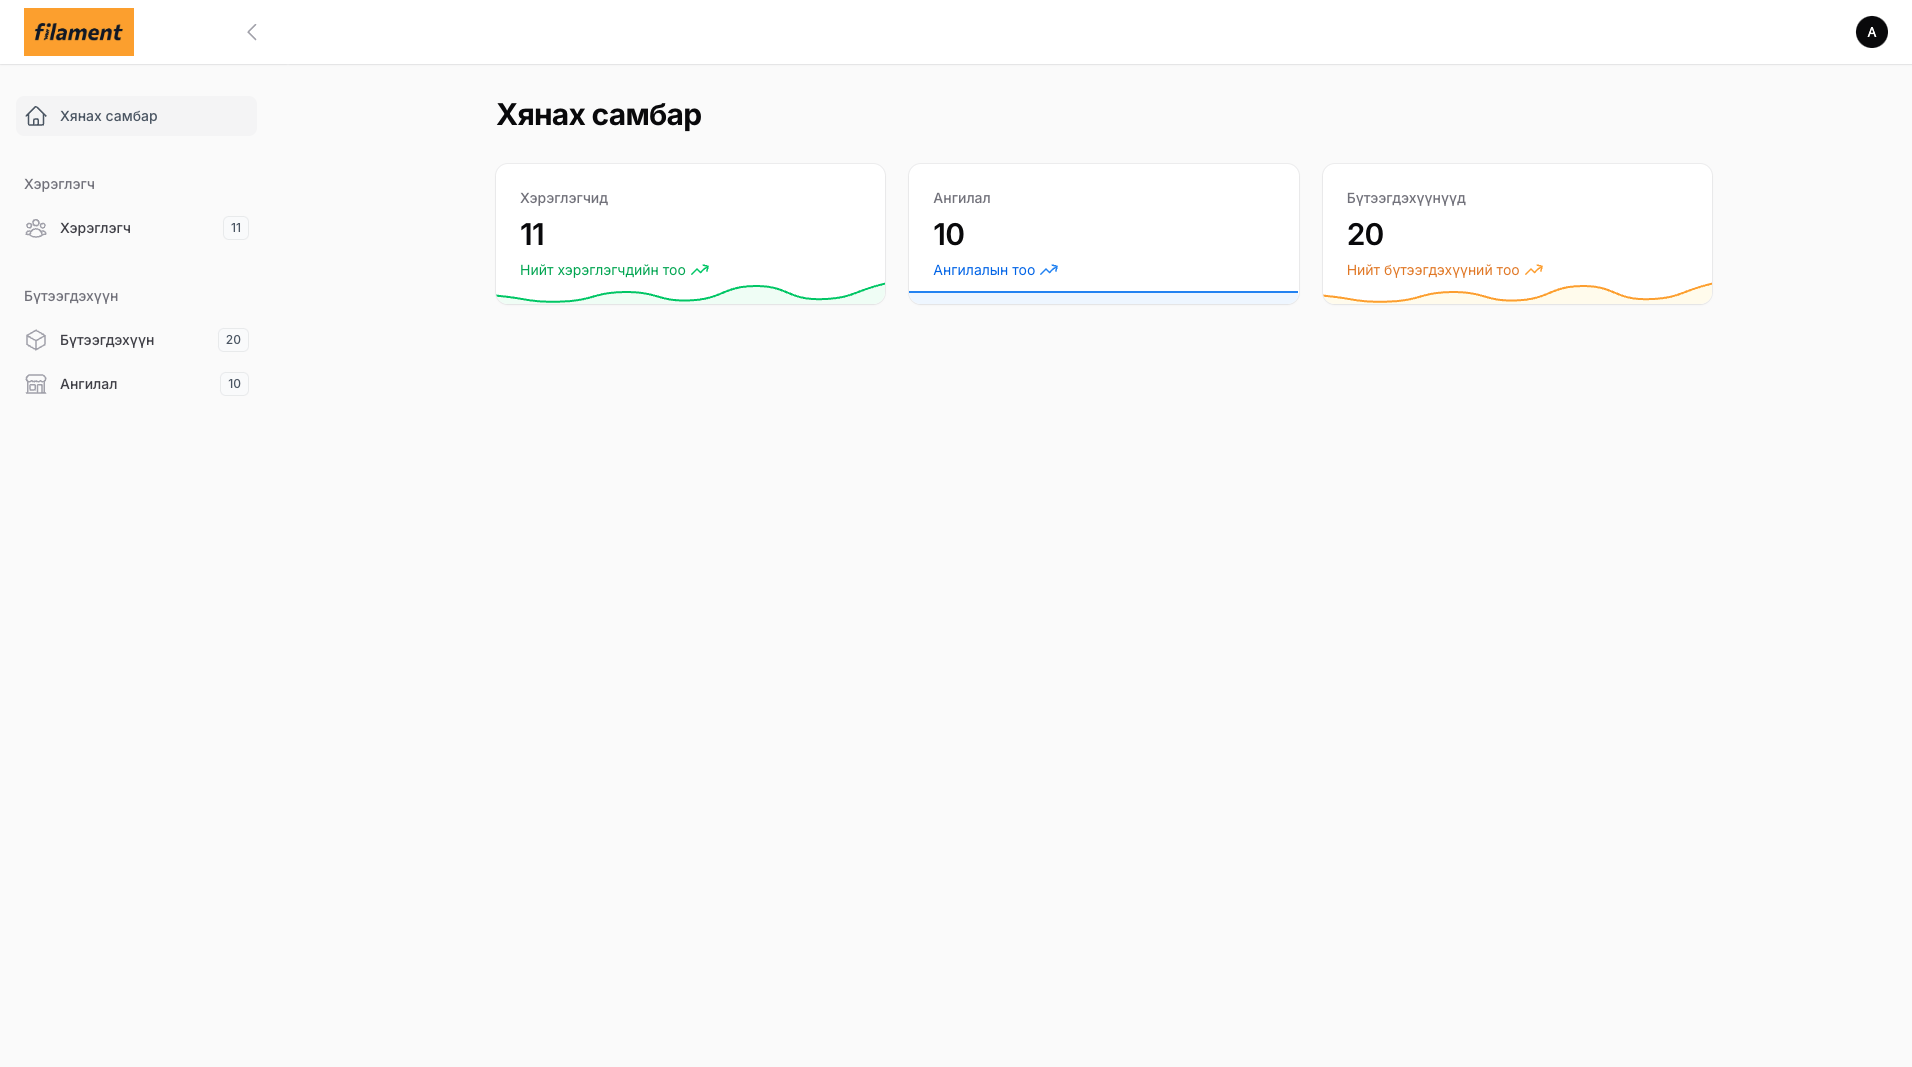 filament
A
Хянах самбар
Хэрэглэгч
Хэрэглэгч
11
Бүтээгдэхүүн
Бүтээгдэхүүн
20
Ангилал
10
Хянах самбар
Хэрэглэгчид
11
Нийт хэрэглэгчдийн тоо
Ангилал
10
Ангилалын тоо
Бүтээгдэхүүнүүд
20
Нийт бүтээгдэхүүний тоо